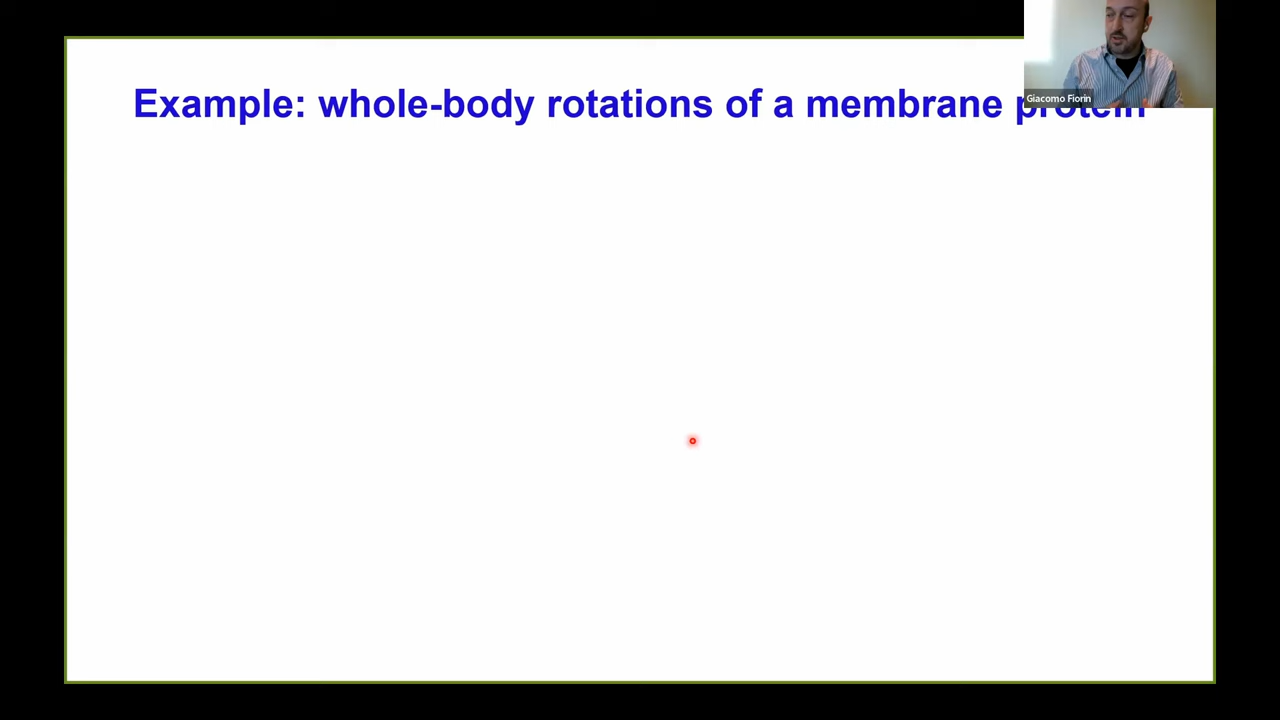 Example: whole-body rotations of a membrane protein
Giacomo Fiorin